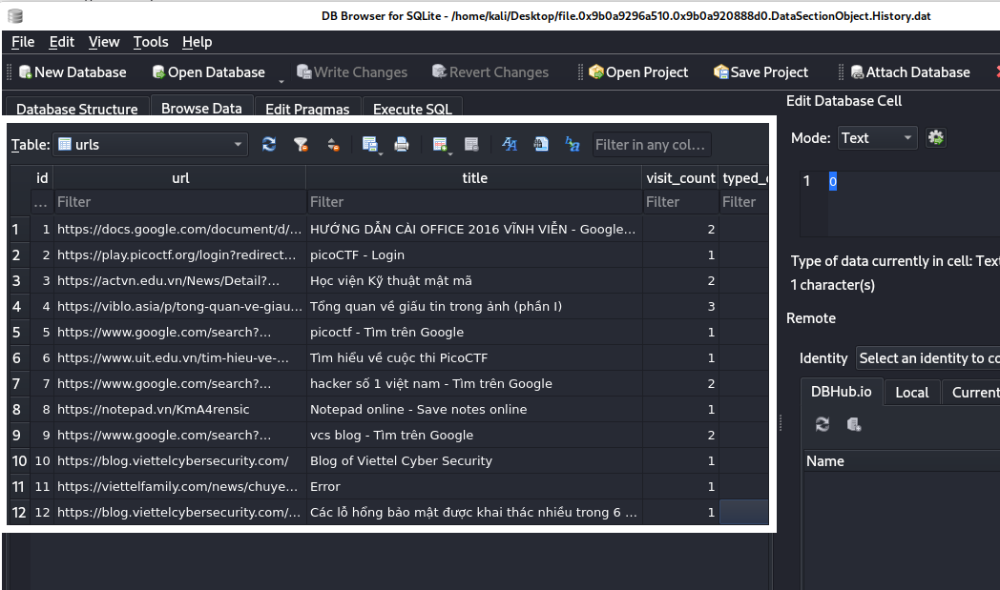 DB Browser for SQLite - /home/kali/Desktop/file.0x9b0a9296a510.0x9b0a920888d0.DataSectionObject.History.dat
File Edit View Tools Help
New Database Open Database Write Changes Revert Changes Open Project Save Project Attach Database
Database Structure Browse Data Edit Pragmas Execute SQL
Edit Database Cell
Table: urls Filter in any col...
Mode: Text
id url title visit_count typed_c
... Filter Filter Filter Filter
1 0
1 1 https://docs.google.com/document/d/... HƯỚNG DẪN CÀI OFFICE 2016 VĨNH VIỄN - Google... 2
2 2 https://play.picoctf.org/login?redirect... picoCTF - Login 1
3 3 https://actvn.edu.vn/News/Detail?... Học viện Kỹ thuật mật mã 2
4 4 https://viblo.asia/p/tong-quan-ve-giau... Tổng quan về giấu tin trong ảnh (phần I) 3
5 5 https://www.google.com/search?... picoctf - Tìm trên Google 1
6 6 https://www.uit.edu.vn/tim-hieu-ve-... Tìm hiểu về cuộc thi PicoCTF 1
7 7 https://www.google.com/search?... hacker số 1 việt nam - Tìm trên Google 2
8 8 https://notepad.vn/KmA4rensic Notepad online - Save notes online 1
9 9 https://www.google.com/search?... vcs blog - Tìm trên Google 2
10 10 https://blog.viettelcybersecurity.com/ Blog of Viettel Cyber Security 1
11 11 https://viettelfamily.com/news/chuye... Error 1
12 12 https://blog.viettelcybersecurity.com/... Các lỗ hổng bảo mật được khai thác nhiều trong 6 ... 1
Type of data currently in cell: Text
1 character(s)
Remote
Identity Select an identity to co
DBHub.io Local Current
Name